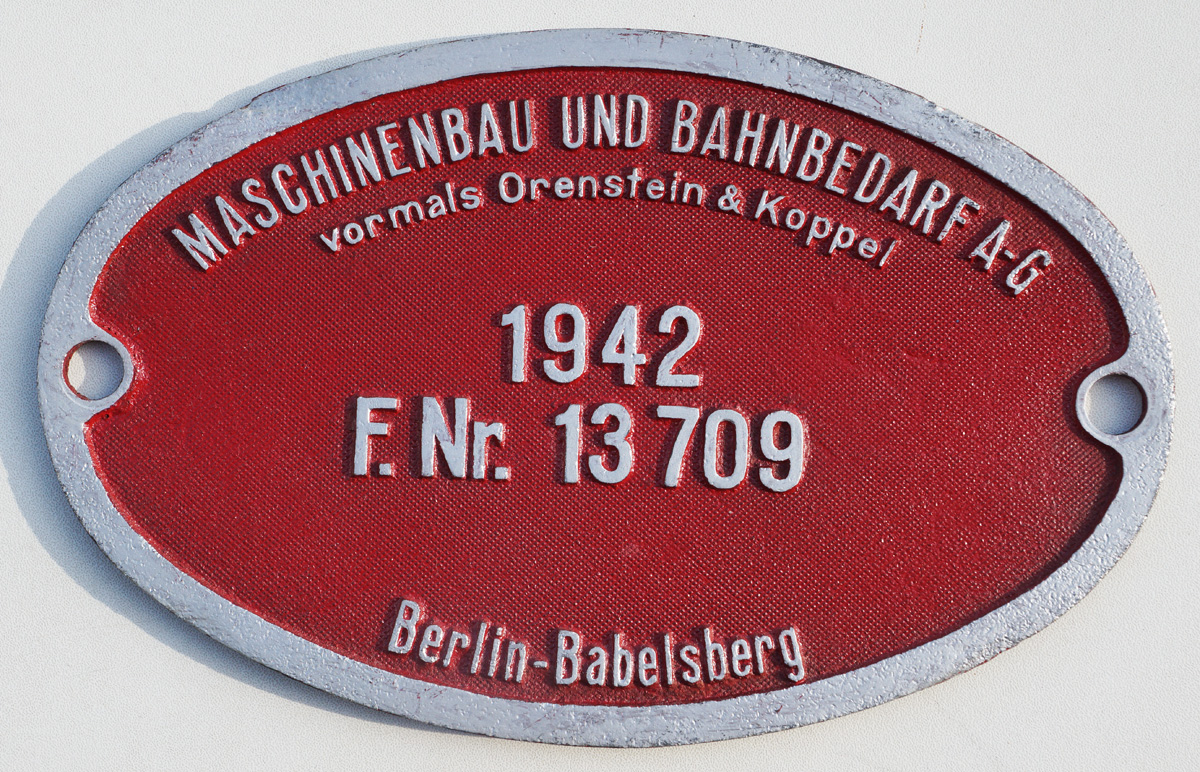 MASCHINENBAU UND BAHNBEDARF A-G
vormals Orenstein & Koppel
1942
F. Nr. 13 709
Berlin-Babelsberg